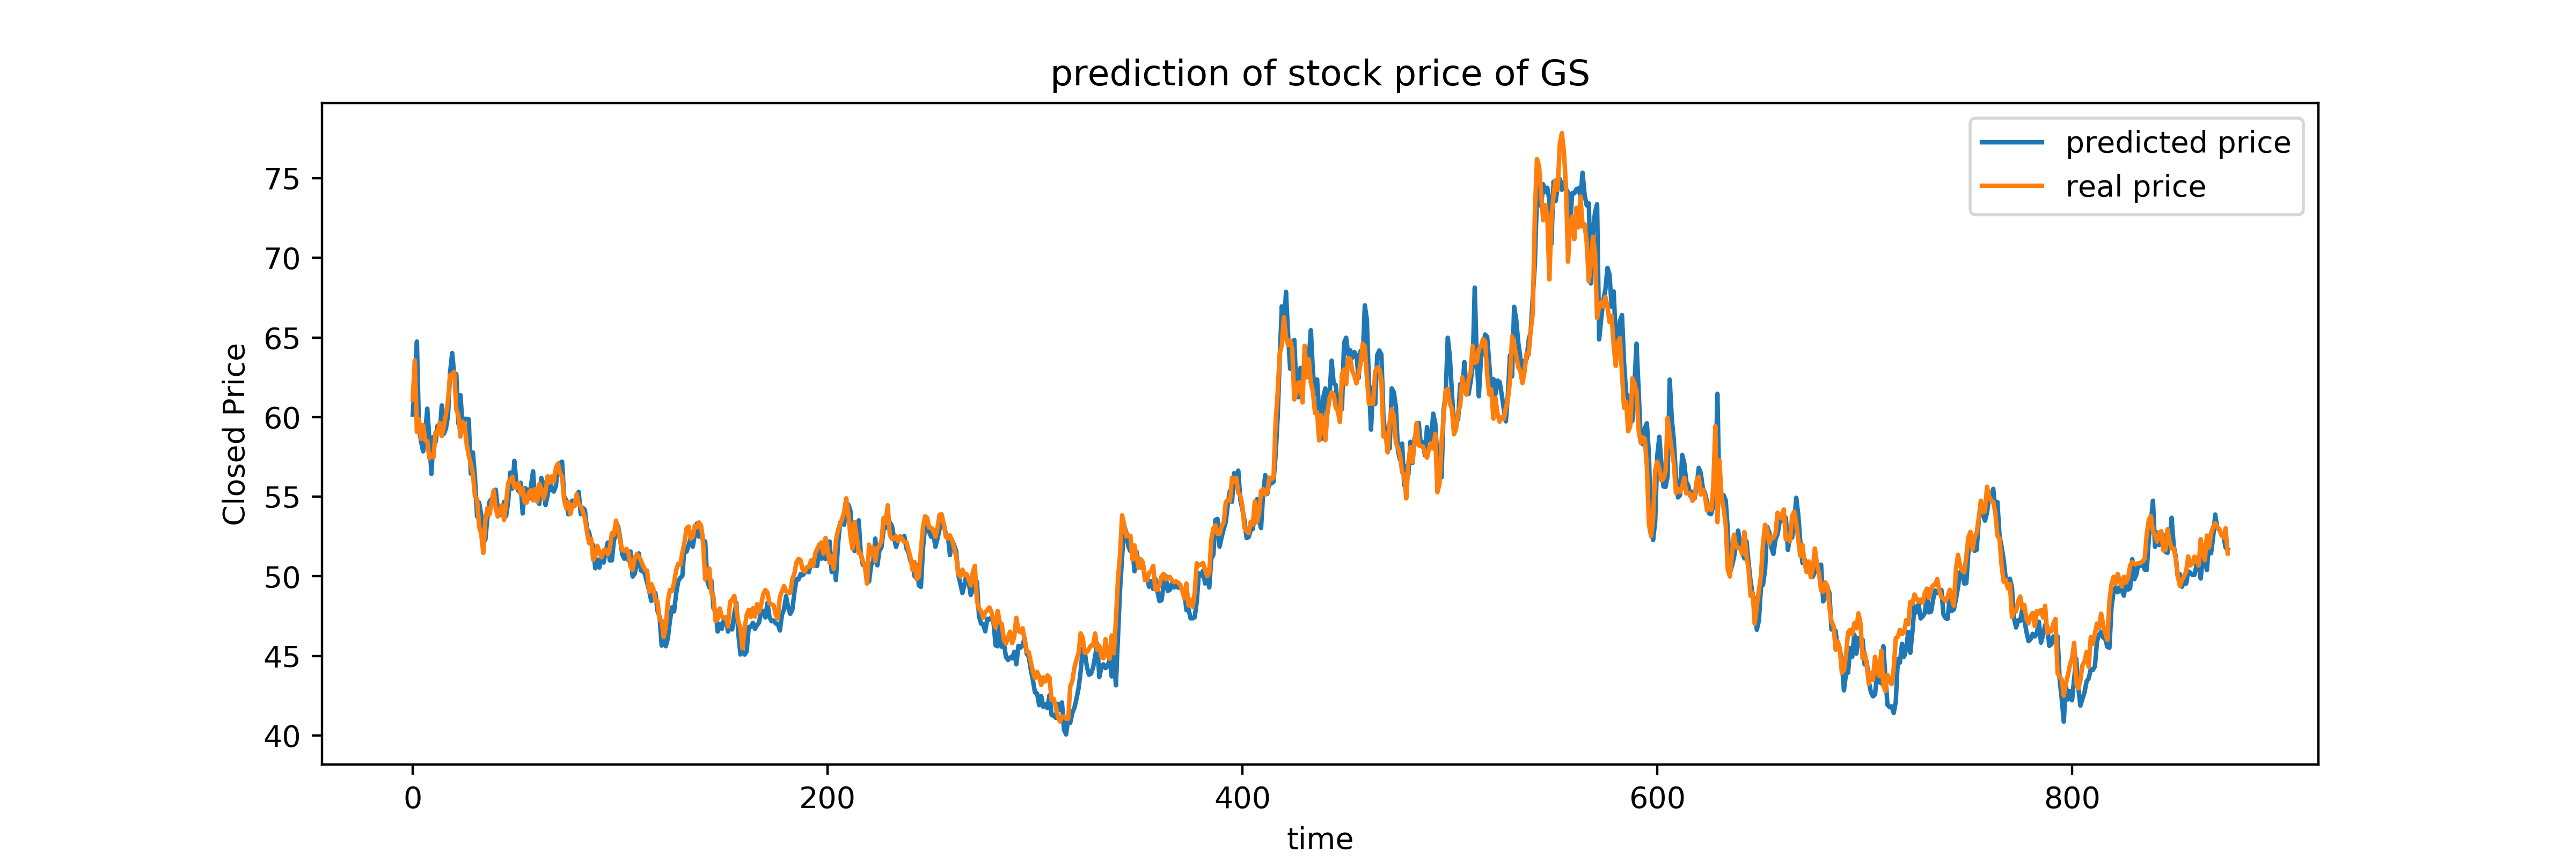 prediction of stock price of GS
predicted price
real price
Closed Price
75
70
65
60
55
50
45
40
0 200 400 600 800
time